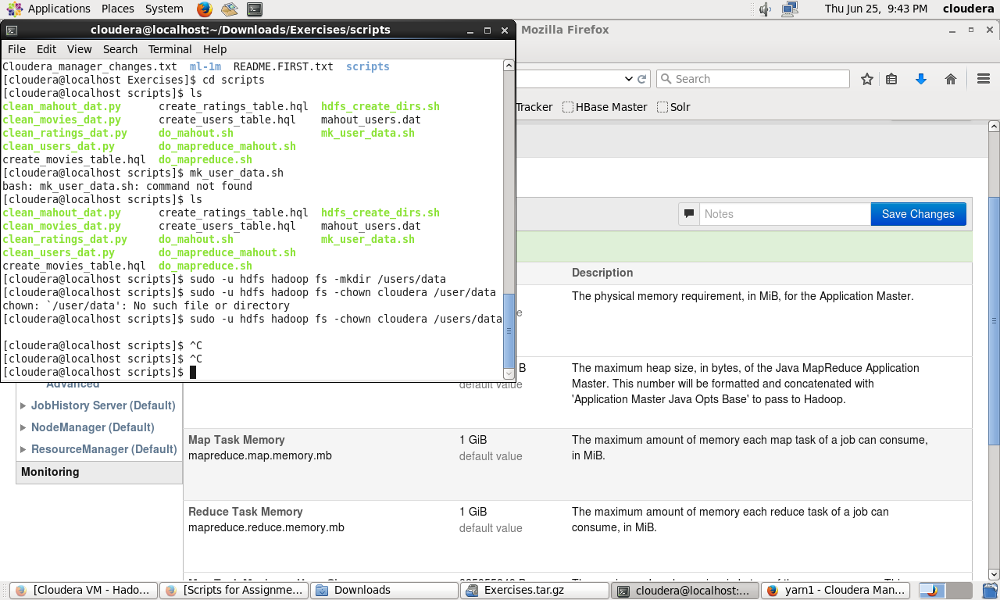 Applications Places System Thu Jun 25, 9:43 PM cloudera
cloudera@localhost:~/Downloads/Exercises/scripts
Mozilla Firefox
File Edit View Search Terminal Help
Cloudera_manager_changes.txt ml-1m README.FIRST.txt scripts
[cloudera@localhost Exercises]$ cd scripts
[cloudera@localhost scripts]$ ls
clean_mahout_dat.py create_ratings_table.hql hdfs_create_dirs.sh
clean_movies_dat.py create_users_table.hql mahout_users.dat
clean_ratings_dat.py do_mahout.sh mk_user_data.sh
clean_users_dat.py do_mapreduce_mahout.sh
create_movies_table.hql do_mapreduce.sh
[cloudera@localhost scripts]$ mk_user_data.sh
bash: mk_user_data.sh: command not found
[cloudera@localhost scripts]$ ls
clean_mahout_dat.py create_ratings_table.hql hdfs_create_dirs.sh
clean_movies_dat.py create_users_table.hql mahout_users.dat
clean_ratings_dat.py do_mahout.sh mk_user_data.sh
clean_users_dat.py do_mapreduce_mahout.sh
create_movies_table.hql do_mapreduce.sh
[cloudera@localhost scripts]$ sudo -u hdfs hadoop fs -mkdir /users/data
[cloudera@localhost scripts]$ sudo -u hdfs hadoop fs -chown cloudera /user/data
chown: `/user/data': No such file or directory
[cloudera@localhost scripts]$ sudo -u hdfs hadoop fs -chown cloudera /users/data
[cloudera@localhost scripts]$ ^C
[cloudera@localhost scripts]$ ^C
[cloudera@localhost scripts]$
Search
Tracker HBase Master Solr
Notes Save Changes
Description
The physical memory requirement, in MiB, for the Application Master.
e
B
default value
The maximum heap size, in bytes, of the Java MapReduce Application
Master. This number will be formatted and concatenated with
'Application Master Java Opts Base' to pass to Hadoop.
Advanced
JobHistory Server (Default)
NodeManager (Default)
ResourceManager (Default)
Monitoring
Map Task Memory 1 GiB The maximum amount of memory each map task of a job can consume,
mapreduce.map.memory.mb default value in MiB.
Reduce Task Memory 1 GiB The maximum amount of memory each reduce task of a job can
mapreduce.reduce.memory.mb default value consume, in MiB.
[Cloudera VM - Hado... [Scripts for Assignme... Downloads Exercises.tar.gz cloudera@localhost:... yarn1 - Cloudera Man...